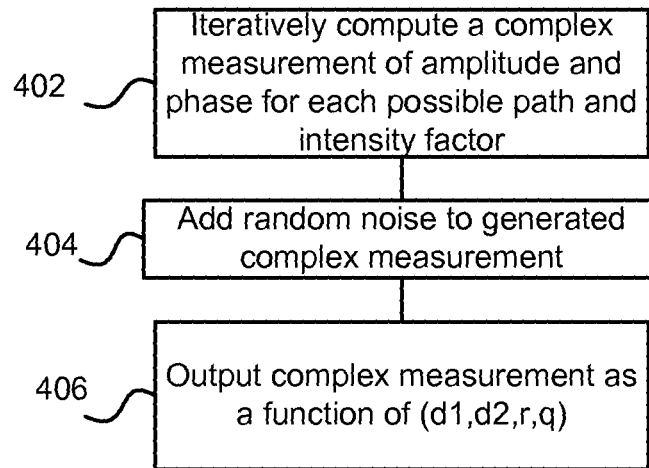 Iteratively compute a complex
measurement of amplitude and
phase for each possible path and
intensity factor
402
Add random noise to generated
complex measurement
404
Output complex measurement as
a function of (d1,d2,r,q)
406